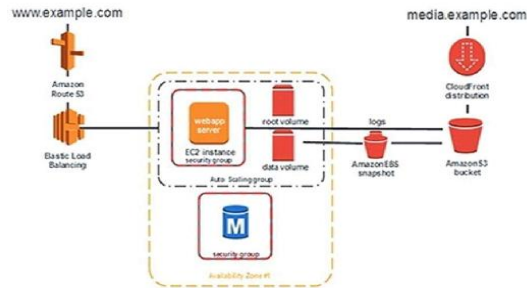 www.example.com
media.example.com
Amazon
Route 53
CloudFront
distribution
webapp
server
root volume
logs
EC2 instance
security group
Elastic Load
Balancing
data volume
Amazon EBS
snapshot
Amazon S3
bucket
Auto Scaling group
M
security group
Availability Zone #1